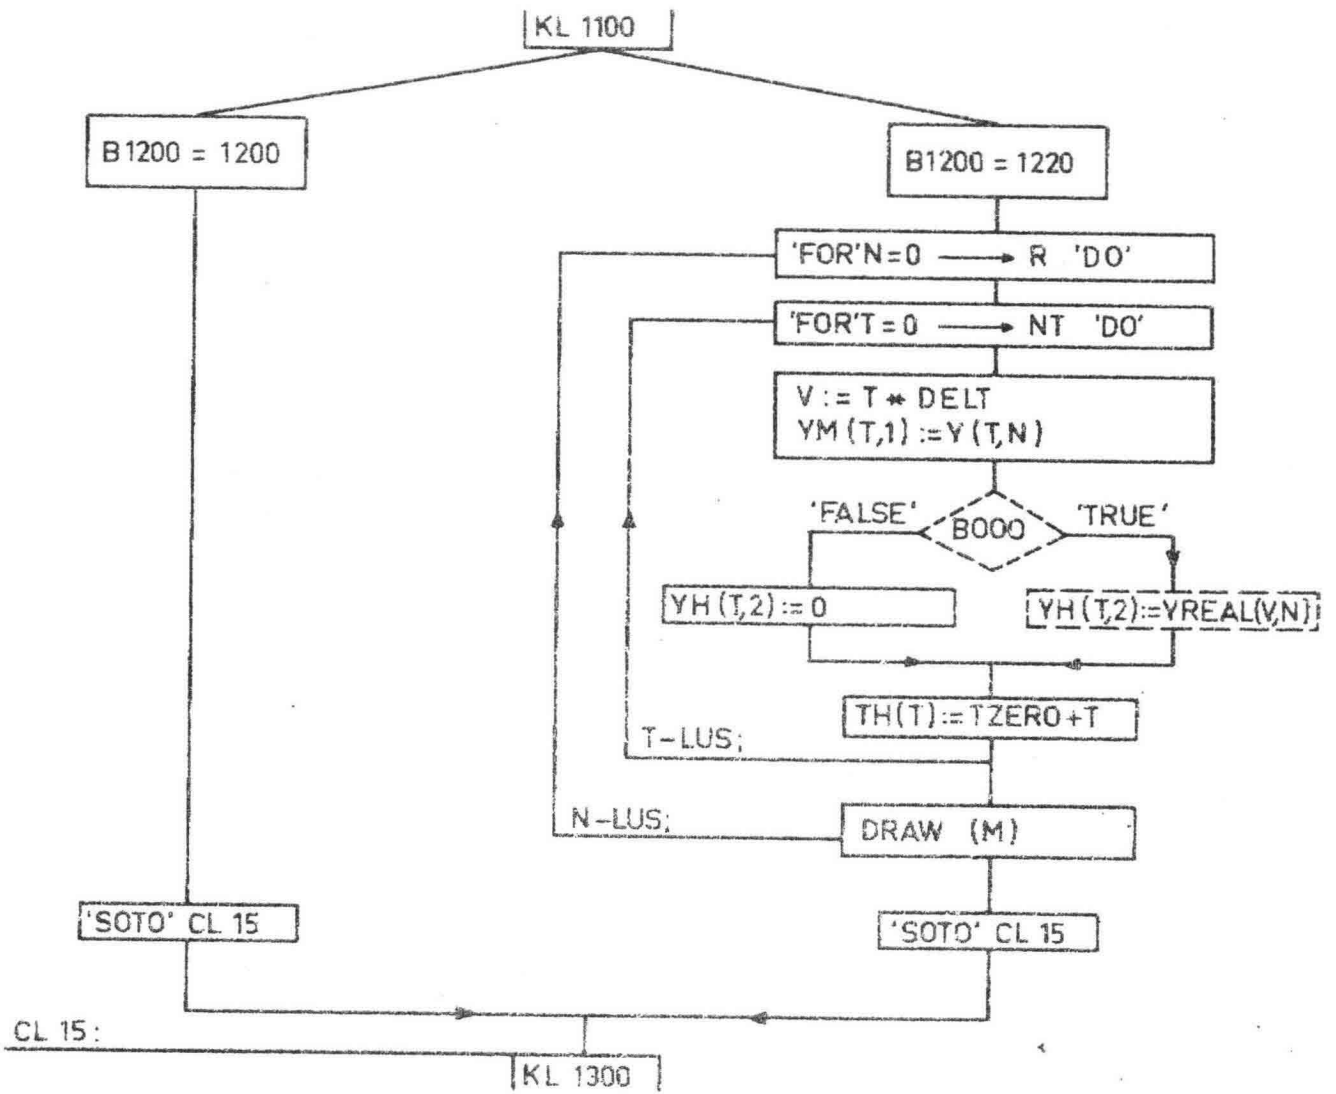 KL 1100
B1200 = 1200
B1200 = 1220
'FOR'N=0 → R 'DO'
'FOR'T=0 → NT 'DO'
V := T * DELT
YM(T,1):=Y(T,N)
'FALSE'
B000
'TRUE'
YH(T,2):=0
YH(T,2):=YREAL(V,N)
TH(T):=TZERO+T
T-LUS;
N-LUS;
DRAW (M)
'SOTO' CL 15
'SOTO' CL 15
CL 15:
KL 1300